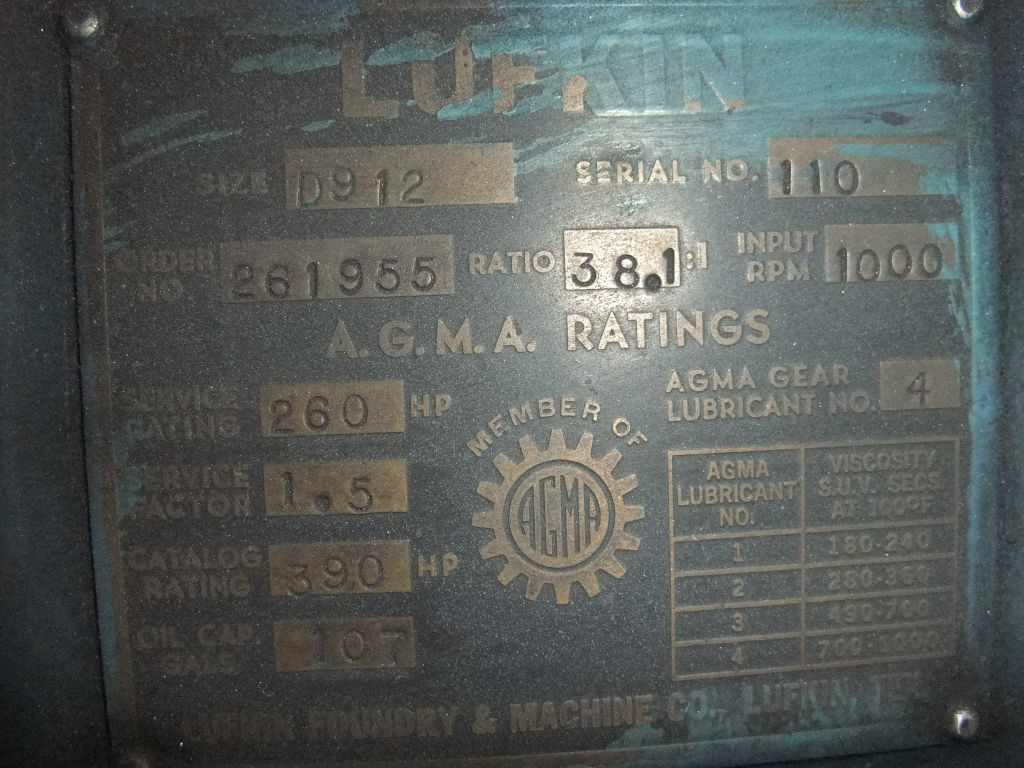 LUFKIN
SIZE D912 SERIAL NO. 110
ORDER NO. 261955 RATIO 38.1:1 INPUT RPM 1000
A.G.M.A. RATINGS
SERVICE RATING 260 HP
AGMA GEAR LUBRICANT NO. 4
MEMBER OF
AGMA
SERVICE FACTOR 1.5
CATALOG RATING 390 HP
OIL CAP. GALS. 107
AGMA LUBRICANT NO. VISCOSITY S.U.V. SECS AT 100°F
1 180-240
2 280-360
3 490-700
4 700-1000
LUFKIN FOUNDRY & MACHINE CO., LUFKIN,